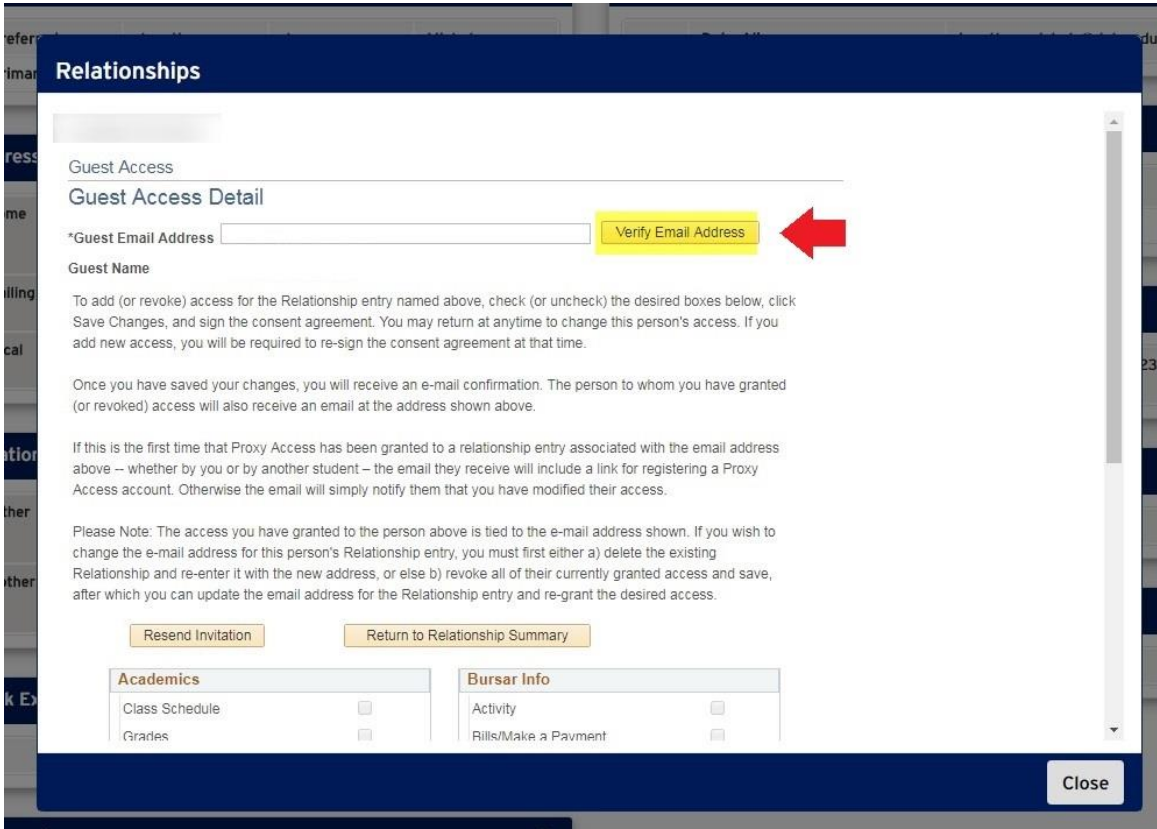 Relationships
Guest Access
Guest Access Detail
*Guest Email Address Verify Email Address
Guest Name
To add (or revoke) access for the Relationship entry named above, check (or uncheck) the desired boxes below, click
Save Changes, and sign the consent agreement. You may return at anytime to change this person's access. If you
add new access, you will be required to re-sign the consent agreement at that time.
Once you have saved your changes, you will receive an e-mail confirmation. The person to whom you have granted
(or revoked) access will also receive an email at the address shown above.
If this is the first time that Proxy Access has been granted to a relationship entry associated with the email address
above -- whether by you or by another student – the email they receive will include a link for registering a Proxy
Access account. Otherwise the email will simply notify them that you have modified their access.
Please Note: The access you have granted to the person above is tied to the e-mail address shown. If you wish to
change the e-mail address for this person's Relationship entry, you must first either a) delete the existing
Relationship and re-enter it with the new address, or else b) revoke all of their currently granted access and save,
after which you can update the email address for the Relationship entry and re-grant the desired access.
Resend Invitation Return to Relationship Summary
Academics Bursar Info
Class Schedule Activity
Grades Bills/Make a Payment
Close